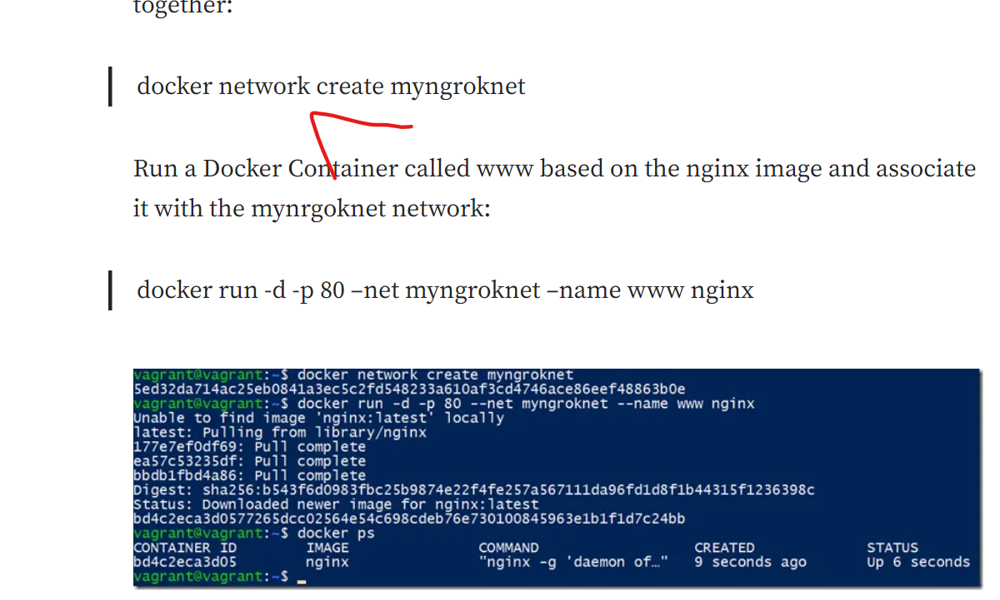 together:
docker network create myngroknet
Run a Docker Container called www based on the nginx image and associate
it with the mynrgoknet network:
docker run -d -p 80 –net myngroknet –name www nginx
vagrant@vagrant:~$ docker network create myngroknet
5ed32da714ac25eb0841a3ec5c2fd548233a610af3cd4746ace86eef48863b0e
vagrant@vagrant:~$ docker run -d -p 80 --net myngroknet --name www nginx
Unable to find image 'nginx:latest' locally
latest: Pulling from library/nginx
177e7ef0df69: Pull complete
ea57c53235df: Pull complete
bbdb1fbd4a86: Pull complete
Digest: sha256:b543f6d0983fbc25b9874e22f4fe257a567111da96fd1d8f1b44315f1236398c
Status: Downloaded newer image for nginx:latest
bd4c2eca3d0577265dcc02564e54c698cdeb76e730100845963e1b1f1d7c24bb
vagrant@vagrant:~$ docker ps
CONTAINER ID IMAGE COMMAND CREATED STATUS
bd4c2eca3d05 nginx "nginx -g 'daemon of…" 9 seconds ago Up 6 seconds
vagrant@vagrant:~$ _